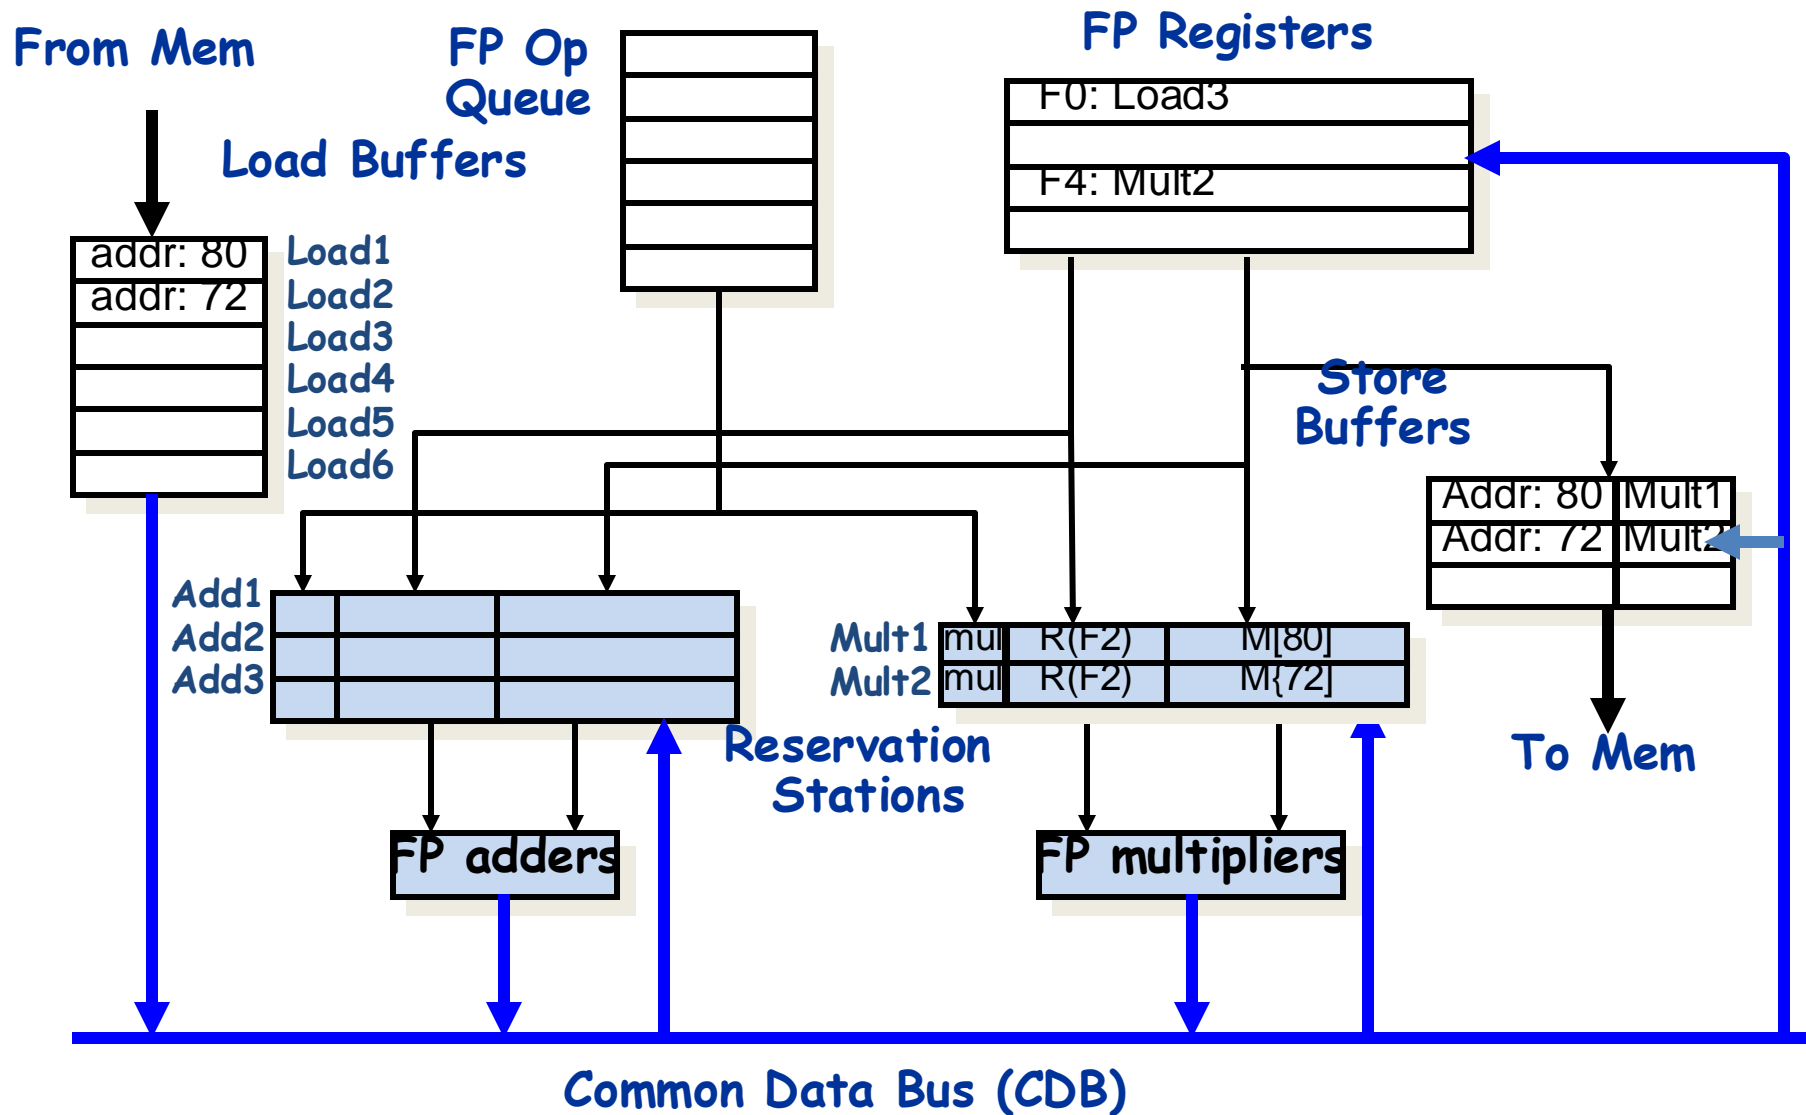 From Mem
FP Op
Queue
FP Registers
F0: Load3
F4: Mult2
Load Buffers
addr: 80
addr: 72
Load1
Load2
Load3
Load4
Load5
Load6
Store
Buffers
Addr: 80 Mult1
Addr: 72 Mult2
Add1
Add2
Add3
Mult1 mul R(F2) M[80]
Mult2 mul R(F2) M{72]
Reservation
Stations
To Mem
FP adders
FP multipliers
Common Data Bus (CDB)